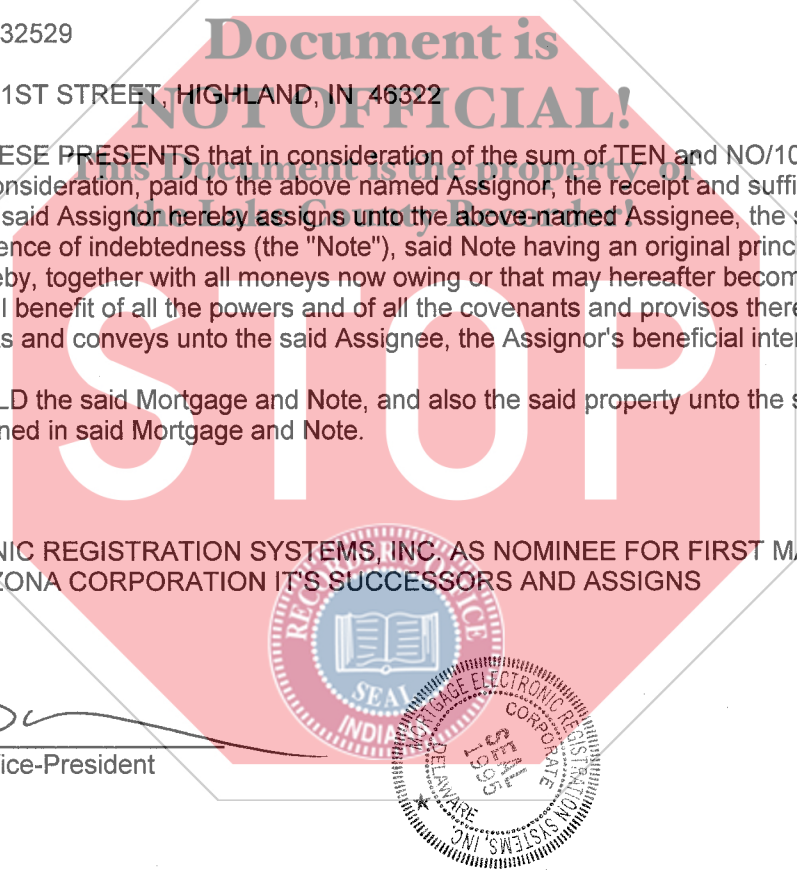 32529
Document is
1ST STREET, HIGHLAND, IN 46322
NOT OFFICIAL!
ESE PRESENTS that in consideration of the sum of TEN and NO/10
This Document is the property of
onsideration, paid to the above named Assignor, the receipt and suffi
said Assignor hereby assigns unto the above-named Assignee, the s
the Lake County Recorder!
ence of indebtedness (the "Note"), said Note having an original princ
eby, together with all moneys now owing or that may hereafter becom
l benefit of all the powers and of all the covenants and provisos there
s and conveys unto the said Assignee, the Assignor's beneficial inter
STOP
LD the said Mortgage and Note, and also the said property unto the s
ned in said Mortgage and Note.
NIC REGISTRATION SYSTEMS, INC. AS NOMINEE FOR FIRST MA
ZONA CORPORATION IT'S SUCCESSORS AND ASSIGNS
RECORDER'S OFFICE
SEAL
INDIANA
MORTGAGE ELECTRONIC REGISTRATION SYSTEMS, INC.
CORPORATE
SEAL
1995
DELAWARE
ice-President